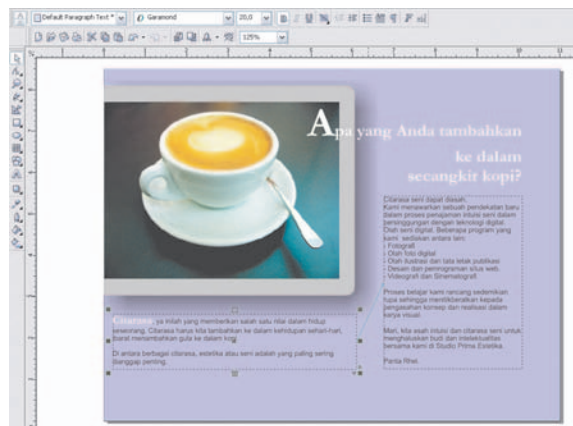 Default Paragraph Text *
Garamond
20,0
125%
Apa yang Anda tambahkan
ke dalam
secangkir kopi?
Citarasa seni dapat diasah.
Kami menawarkan sebuah pendekatan baru
dalam proses penajaman intuisi seni dalam
persinggungan dengan teknologi digital.
Olah seni digital. Beberapa program yang
kami sediakan antara lain:
- Fotografi
- Olah foto digital
- Olah ilustrasi dan tata letak publikasi
- Desain dan pemrograman situs web.
- Videografi dan Sinematografi
Proses belajar kami rancang sedemikian
rupa sehingga menitikberatkan kepada
pengasahan konsep dan realisasi dalam
karya visual.
Mari, kita asah intuisi dan citarasa seni untuk
menghaluskan budi dan intelektualitas
bersama kami di Studio Prima Estetika.
Panta Rhei.
Citarasa, ya inilah yang memberikan salah satu nilai dalam hidup
seseorang. Citarasa harus kita tambahkan ke dalam kehidupan sehari-hari,
ibarat menambahkan gula ke dalam kopi.
Di antara berbagai citarasa, estetika atau seni adalah yang paling sering
dianggap penting.